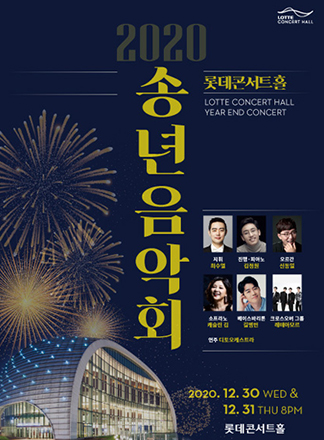 LOTTE
CONCERT HALL
2020
송년음악회
롯데콘서트홀
LOTTE CONCERT HALL
YEAR END CONCERT
지휘
최수열
진행·피아노
김정원
오르간
신동일
소프라노
캐슬린 김
베이스바리톤
길병민
크로스오버 그룹
레떼아모르
연주 디토오케스트라
2020. 12. 30 WED &
12. 31 THU 8PM
롯데콘서트홀